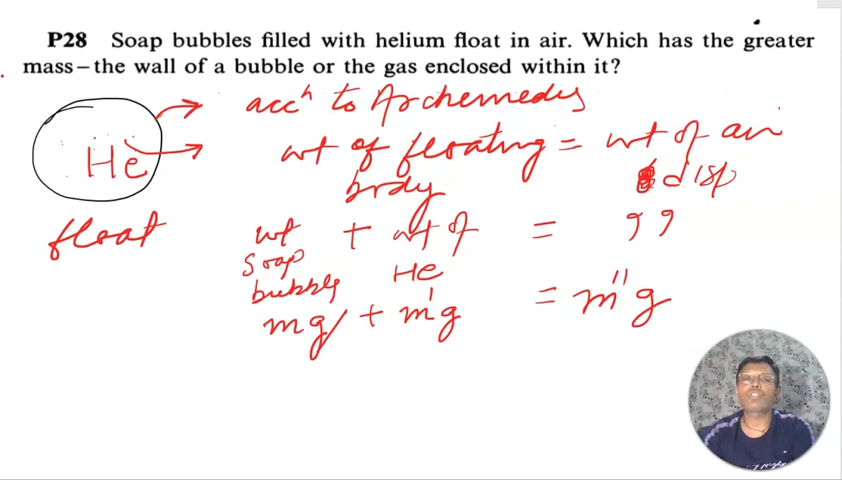 P28 Soap bubbles filled with helium float in air. Which has the greater
mass – the wall of a bubble or the gas enclosed within it?
accⁿ to Archemedes
He
wt of floating = wt of air
body disp
float
wt + wt of = ,,
soap He
bubble
mg + m'g = m"g